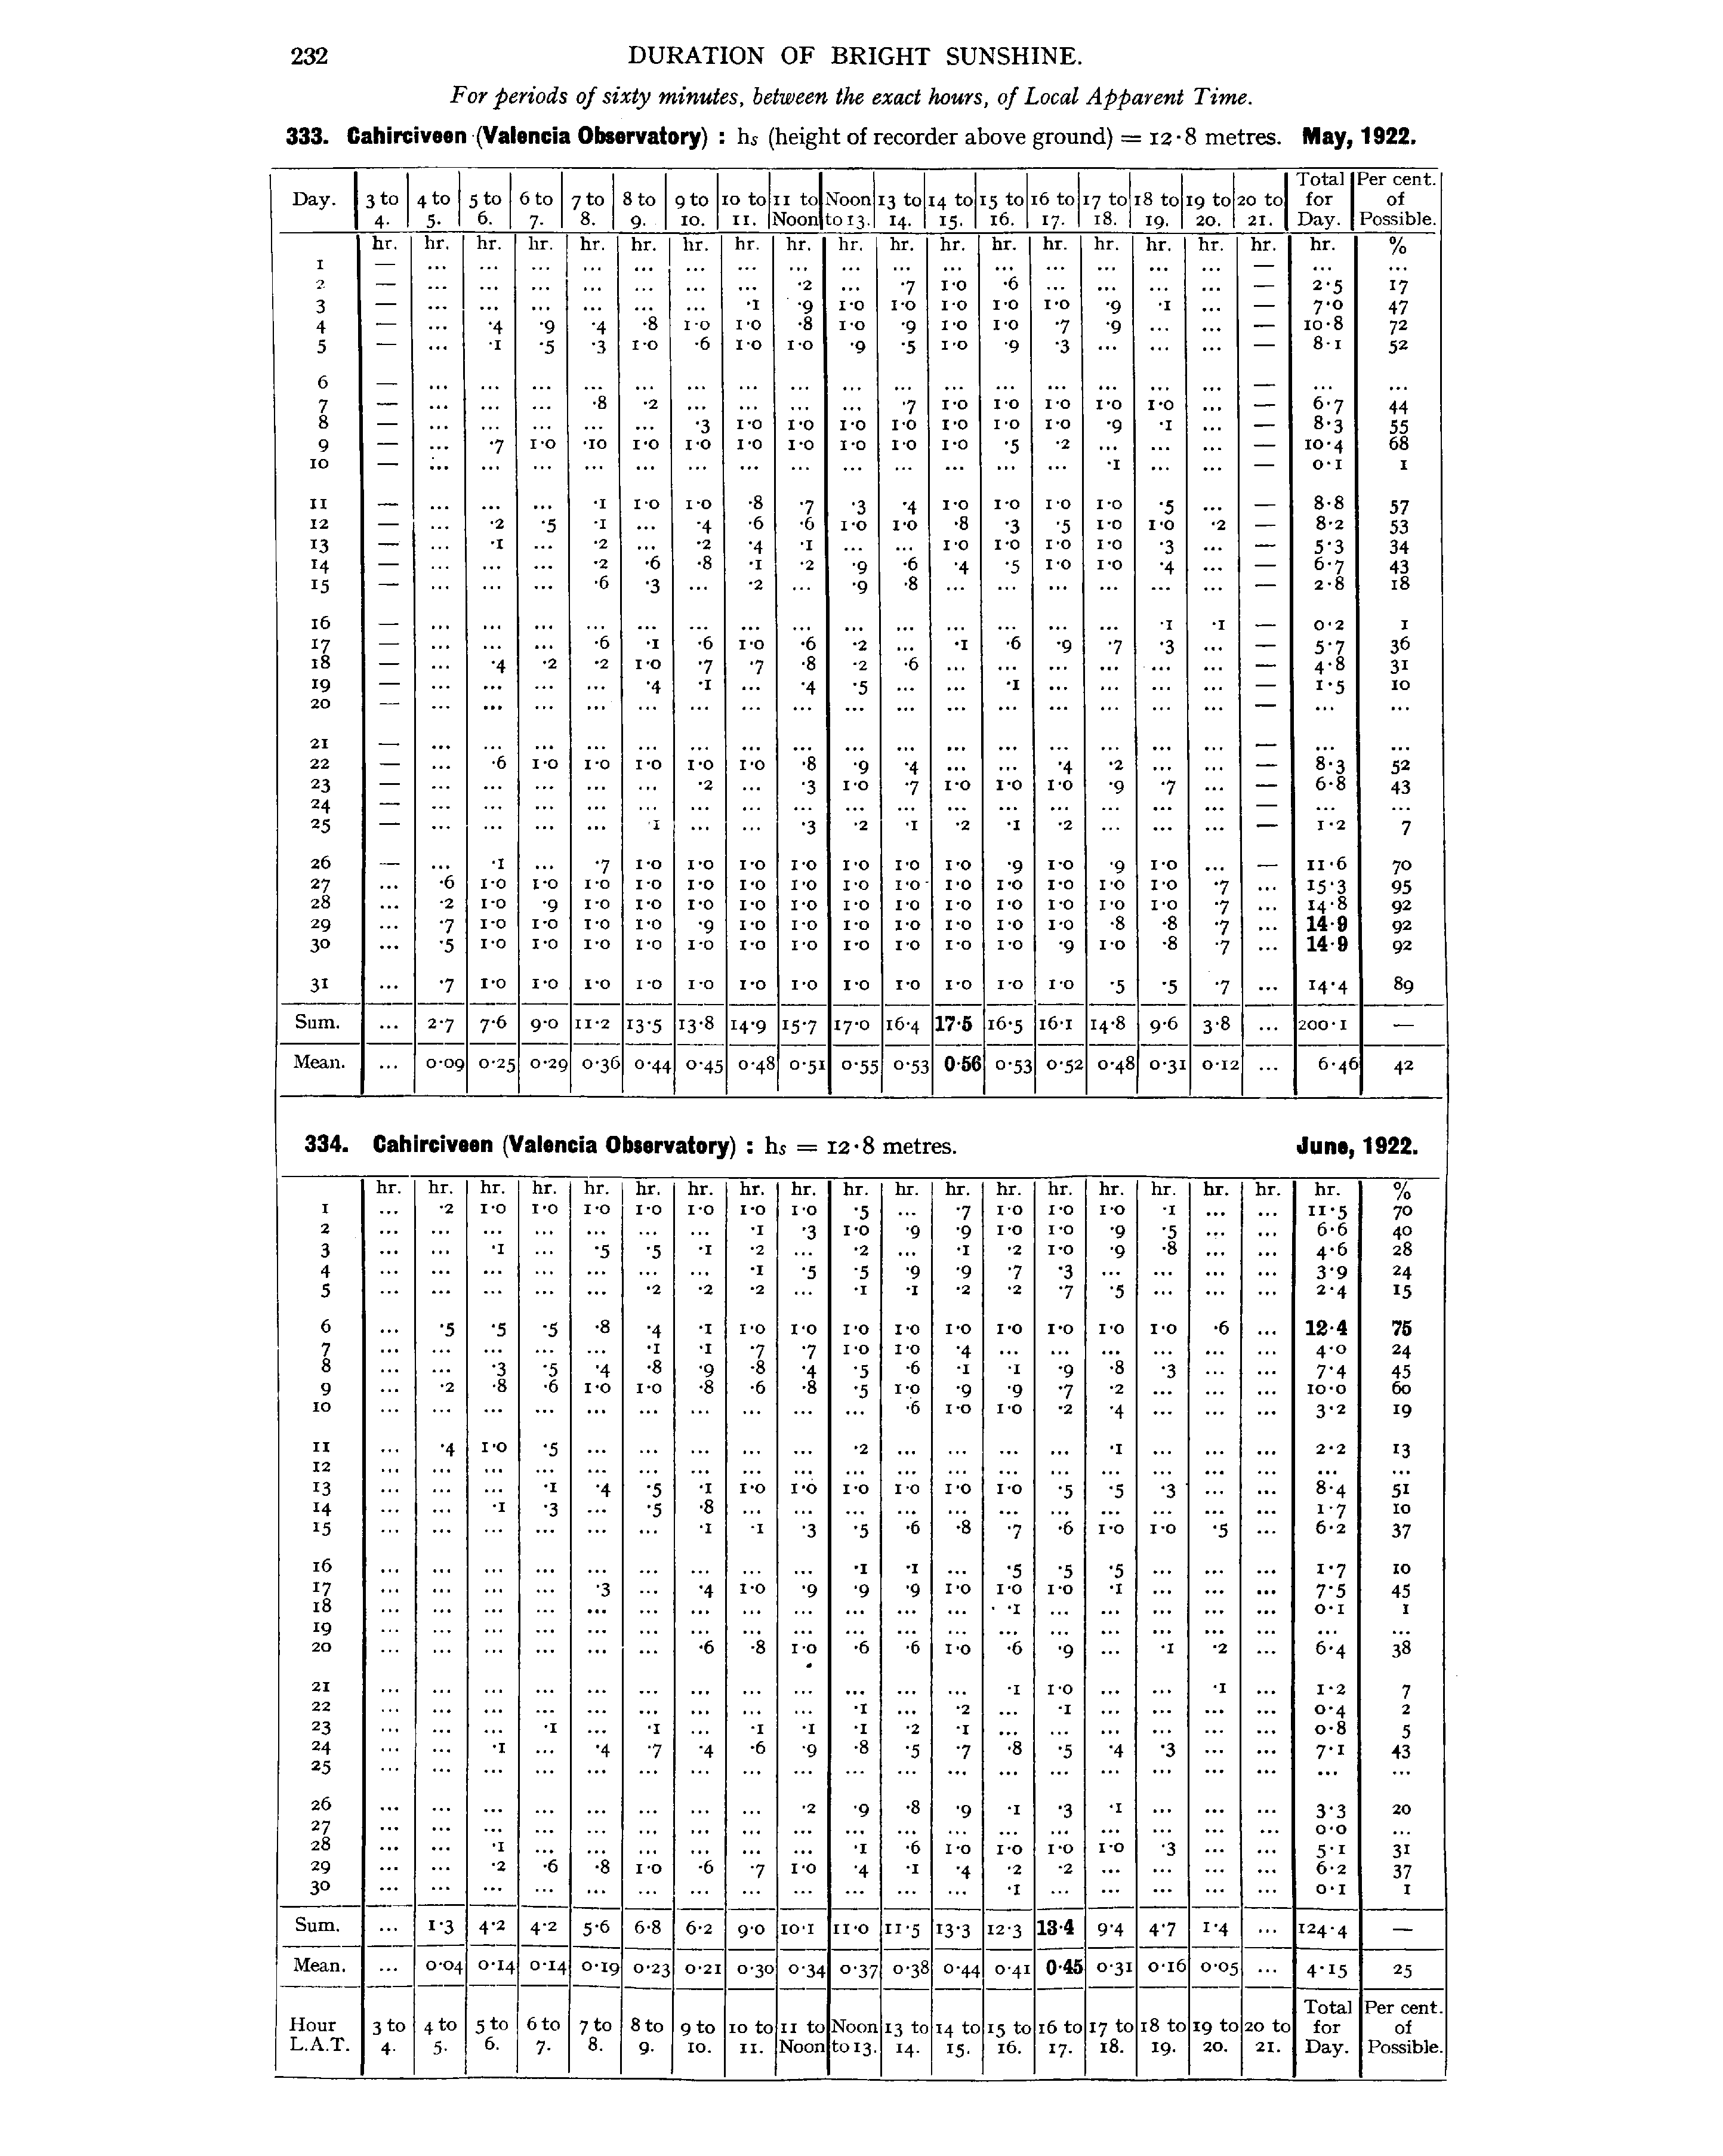 232 DURATION OF BRIGHT SUNSHINE.
For periods of sixty minutes, between the exact hours, of Local Apparent Time.
333. Cahirciveen (Valencia Observatory) : hs (height of recorder above ground) = 12·8 metres. May, 1922.
Day. 3 to 4. 4 to 5. 5 to 6. 6 to 7. 7 to 8. 8 to 9. 9 to 10. 10 to 11. 11 to Noon Noon to 13. 13 to 14. 14 to 15. 15 to 16. 16 to 17. 17 to 18. 18 to 19. 19 to 20. 20 to 21. Total for Day. Per cent. of Possible.
hr. hr. hr. hr. hr. hr. hr. hr. hr. hr. hr. hr. hr. hr. hr. hr. hr. hr. hr. %
1 — ... ... ... ... ... ... ... ... ... ... ... ... ... ... ... ... — ... ...
2 — ... ... ... ... ... ... ... ·2 ... ·7 1·0 ·6 ... ... ... ... — 2·5 17
3 — ... ... ... ... ... ... ·1 ·9 1·0 1·0 1·0 1·0 1·0 ·9 ·1 ... — 7·0 47
4 — ... ·4 ·9 ·4 ·8 1·0 1·0 ·8 1·0 ·9 1·0 1·0 ·7 ·9 ... ... — 10·8 72
5 — ... ·1 ·5 ·3 1·0 ·6 1·0 1·0 ·9 ·5 1·0 ·9 ·3 ... ... ... — 8·1 52
6 — ... ... ... ... ... ... ... ... ... ... ... ... ... ... ... ... — ... ...
7 — ... ... ... ·8 ·2 ... ... ... ... ·7 1·0 1·0 1·0 1·0 1·0 ... — 6·7 44
8 — ... ... ... ... ... ·3 1·0 1·0 1·0 1·0 1·0 1·0 1·0 ·9 ·1 ... — 8·3 55
9 — ... ·7 1·0 ·10 1·0 1·0 1·0 1·0 1·0 1·0 1·0 ·5 ·2 ... ... ... — 10·4 68
10 — ... ... ... ... ... ... ... ... ... ... ... ... ... ·1 ... ... — 0·1 1
11 — ... ... ... ·1 1·0 1·0 ·8 ·7 ·3 ·4 1·0 1·0 1·0 1·0 ·5 ... — 8·8 57
12 — ... ·2 ·5 ·1 ... ·4 ·6 ·6 1·0 1·0 ·8 ·3 ·5 1·0 1·0 ·2 — 8·2 53
13 — ... ·1 ... ·2 ... ·2 ·4 ·1 ... ... 1·0 1·0 1·0 1·0 ·3 ... — 5·3 34
14 — ... ... ... ·2 ·6 ·8 ·1 ·2 ·9 ·6 ·4 ·5 1·0 1·0 ·4 ... — 6·7 43
15 — ... ... ... ·6 ·3 ... ·2 ... ·9 ·8 ... ... ... ... ... ... — 2·8 18
16 — ... ... ... ... ... ... ... ... ... ... ... ... ... ... ·1 ·1 — 0·2 1
17 — ... ... ... ·6 ·1 ·6 1·0 ·6 ·2 ... ·1 ·6 ·9 ·7 ·3 ... — 5·7 36
18 — ... ·4 ·2 ·2 1·0 ·7 ·7 ·8 ·2 ·6 ... ... ... ... ... ... — 4·8 31
19 — ... ... ... ... ·4 ·1 ... ·4 ·5 ... ... ·1 ... ... ... ... — 1·5 10
20 — ... ... ... ... ... ... ... ... ... ... ... ... ... ... ... ... — ... ...
21 — ... ... ... ... ... ... ... ... ... ... ... ... ... ... ... ... — ... ...
22 — ... ·6 1·0 1·0 1·0 1·0 1·0 ·8 ·9 ·4 ... ... ·4 ·2 ... ... — 8·3 52
23 — ... ... ... ... ... ·2 ... ·3 1·0 ·7 1·0 1·0 1·0 ·9 ·7 ... — 6·8 43
24 — ... ... ... ... ... ... ... ... ... ... ... ... ... ... ... ... — ... ...
25 — ... ... ... ... ·1 ... ... ·3 ·2 ·1 ·2 ·1 ·2 ... ... ... — 1·2 7
26 — ... ·1 ... ·7 1·0 1·0 1·0 1·0 1·0 1·0 1·0 ·9 1·0 ·9 1·0 ... — 11·6 70
27 ... ·6 1·0 1·0 1·0 1·0 1·0 1·0 1·0 1·0 1·0 1·0 1·0 1·0 1·0 1·0 ·7 ... 15·3 95
28 ... ·2 1·0 ·9 1·0 1·0 1·0 1·0 1·0 1·0 1·0 1·0 1·0 1·0 1·0 1·0 ·7 ... 14·8 92
29 ... ·7 1·0 1·0 1·0 1·0 ·9 1·0 1·0 1·0 1·0 1·0 1·0 1·0 ·8 ·8 ·7 ... 14·9 92
30 ... ·5 1·0 1·0 1·0 1·0 1·0 1·0 1·0 1·0 1·0 1·0 1·0 ·9 1·0 ·8 ·7 ... 14·9 92
31 ... ·7 1·0 1·0 1·0 1·0 1·0 1·0 1·0 1·0 1·0 1·0 1·0 1·0 ·5 ·5 ·7 ... 14·4 89
Sum. ... 2·7 7·6 9·0 11·2 13·5 13·8 14·9 15·7 17·0 16·4 17·5 16·5 16·1 14·8 9·6 3·8 ... 200·1 —
Mean. ... 0·09 0·25 0·29 0·36 0·44 0·45 0·48 0·51 0·55 0·53 0·56 0·53 0·52 0·48 0·31 0·12 ... 6·46 42
334. Cahirciveen (Valencia Observatory) : hs = 12·8 metres. June, 1922.
hr. hr. hr. hr. hr. hr. hr. hr. hr. hr. hr. hr. hr. hr. hr. hr. hr. hr. hr. %
1 ... ·2 1·0 1·0 1·0 1·0 1·0 1·0 1·0 ·5 ... ·7 1·0 1·0 1·0 ·1 ... ... 11·5 70
2 ... ... ... ... ... ... ... ·1 ·3 1·0 ·9 ·9 1·0 1·0 ·9 ·5 ... ... 6·6 40
3 ... ... ·1 ... ·5 ·5 ·1 ·2 ... ·2 ... ·1 ·2 1·0 ·9 ·8 ... ... 4·6 28
4 ... ... ... ... ... ... ... ·1 ·5 ·5 ·9 ·9 ·7 ·3 ... ... ... ... 3·9 24
5 ... ... ... ... ... ·2 ·2 ·2 ... ·1 ·1 ·2 ·2 ·7 ·5 ... ... ... 2·4 15
6 ... ·5 ·5 ·5 ·8 ·4 ·1 1·0 1·0 1·0 1·0 1·0 1·0 1·0 1·0 1·0 ·6 ... 12·4 75
7 ... ... ... ... ... ·1 ·1 ·7 ·7 1·0 1·0 ·4 ... ... ... ... ... ... 4·0 24
8 ... ... ·3 ·5 ·4 ·8 ·9 ·8 ·4 ·5 ·6 ·1 ·1 ·9 ·8 ·3 ... ... 7·4 45
9 ... ·2 ·8 ·6 1·0 1·0 ·8 ·6 ·8 ·5 1·0 ·9 ·9 ·7 ·2 ... ... ... 10·0 60
10 ... ... ... ... ... ... ... ... ... ... ·6 1·0 1·0 ·2 ·4 ... ... ... 3·2 19
11 ... ·4 1·0 ·5 ... ... ... ... ... ·2 ... ... ... ... ·1 ... ... ... 2·2 13
12 ... ... ... ... ... ... ... ... ... ... ... ... ... ... ... ... ... ... ... ...
13 ... ... ... ·1 ·4 ·5 ·1 1·0 1·0 1·0 1·0 1·0 1·0 ·5 ·5 ·3 ... ... 8·4 51
14 ... ... ·1 ·3 ... ·5 ·8 ... ... ... ... ... ... ... ... ... ... ... 1·7 10
15 ... ... ... ... ... ... ·1 ·1 ·3 ·5 ·6 ·8 ·7 ·6 1·0 1·0 ·5 ... 6·2 37
16 ... ... ... ... ... ... ... ... ... ·1 ·1 ... ·5 ·5 ·5 ... ... ... 1·7 10
17 ... ... ... ... ·3 ... ·4 1·0 ·9 ·9 ·9 1·0 1·0 1·0 ·1 ... ... ... 7·5 45
18 ... ... ... ... ... ... ... ... ... ... ... ... ·1 ... ... ... ... ... 0·1 1
19 ... ... ... ... ... ... ... ... ... ... ... ... ... ... ... ... ... ... ... ...
20 ... ... ... ... ... ... ·6 ·8 1·0 ·6 ·6 1·0 ·6 ·9 ... ·1 ·2 ... 6·4 38
21 ... ... ... ... ... ... ... ... ... ... ... ... ·1 1·0 ... ... ·1 ... 1·2 7
22 ... ... ... ... ... ... ... ... ... ·1 ... ·2 ... ·1 ... ... ... ... 0·4 2
23 ... ... ... ·1 ... ·1 ... ·1 ·1 ·1 ·2 ·1 ... ... ... ... ... ... 0·8 5
24 ... ... ·1 ... ·4 ·7 ·4 ·6 ·9 ·8 ·5 ·7 ·8 ·5 ·4 ·3 ... ... 7·1 43
25 ... ... ... ... ... ... ... ... ... ... ... ... ... ... ... ... ... ... ... ...
26 ... ... ... ... ... ... ... ... ·2 ·9 ·8 ·9 ·1 ·3 ·1 ... ... ... 3·3 20
27 ... ... ... ... ... ... ... ... ... ... ... ... ... ... ... ... ... ... 0·0 ...
28 ... ... ·1 ... ... ... ... ... ... ·1 ·6 1·0 1·0 1·0 1·0 ·3 ... ... 5·1 31
29 ... ... ·2 ·6 ·8 1·0 ·6 ·7 1·0 ·4 ·1 ·4 ·2 ·2 ... ... ... ... 6·2 37
30 ... ... ... ... ... ... ... ... ... ... ... ... ·1 ... ... ... ... ... 0·1 1
Sum. ... 1·3 4·2 4·2 5·6 6·8 6·2 9·0 10·1 11·0 11·5 13·3 12·3 13·4 9·4 4·7 1·4 ... 124·4 —
Mean. ... 0·04 0·14 0·14 0·19 0·23 0·21 0·30 0·34 0·37 0·38 0·44 0·41 0·45 0·31 0·16 0·05 ... 4·15 25
Hour L.A.T. 3 to 4. 4 to 5. 5 to 6. 6 to 7. 7 to 8. 8 to 9. 9 to 10. 10 to 11. 11 to Noon Noon to 13. 13 to 14. 14 to 15. 15 to 16. 16 to 17. 17 to 18. 18 to 19. 19 to 20. 20 to 21. Total for Day. Per cent. of Possible.